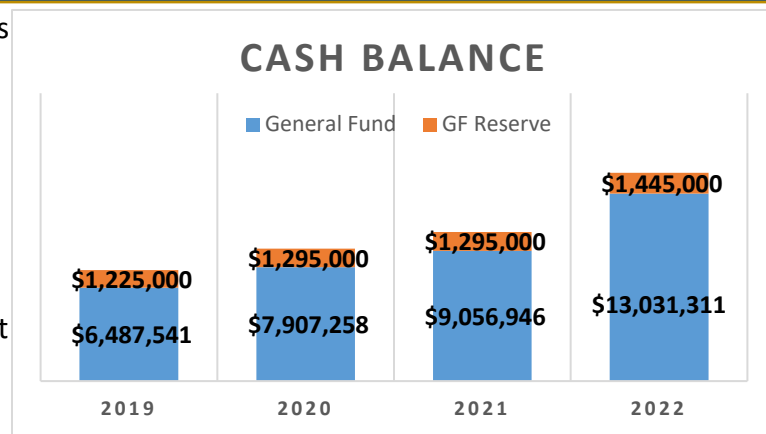 s
CASH BALANCE
General Fund GF Reserve
$1,445,000
$1,295,000
$1,295,000
$1,225,000
$13,031,311
$9,056,946
$7,907,258
$6,487,541
t
2019 2020 2021 2022